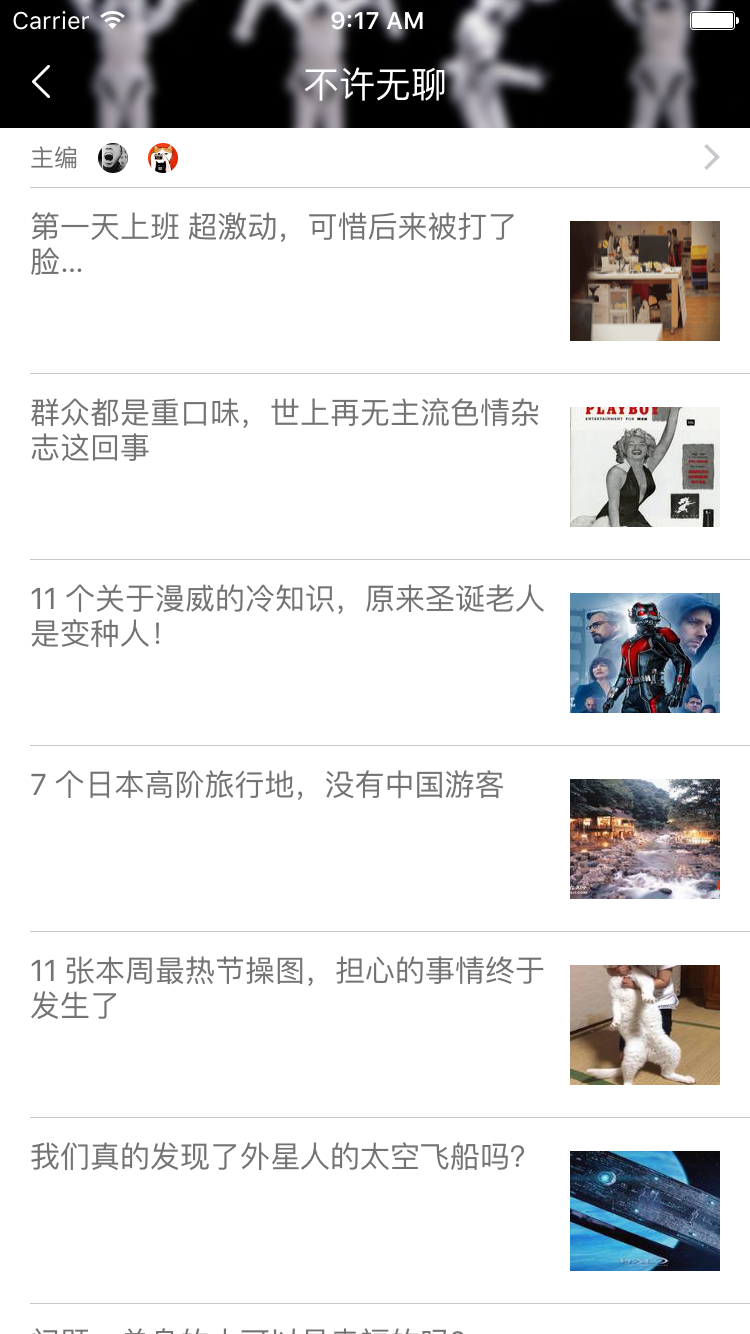 Carrier
9:17 AM
不许无聊
主编
第一天上班 超激动，可惜后来被打了
脸...
群众都是重口味，世上再无主流色情杂
志这回事
PLAYBOY
ENTERTAINMENT FOR MEN
11 个关于漫威的冷知识，原来圣诞老人
是变种人！
7 个日本高阶旅行地，没有中国游客
11 张本周最热节操图，担心的事情终于
发生了
我们真的发现了外星人的太空飞船吗？
HALO 2